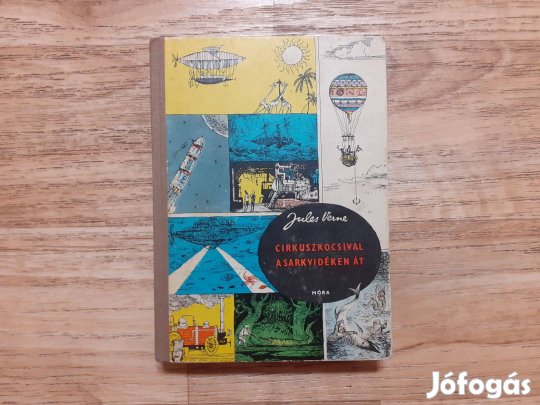 Jules Verne
CIRKUSZKOCSIVAL
A SARKVIDÉKEN ÁT
MÓRA
Jófogás